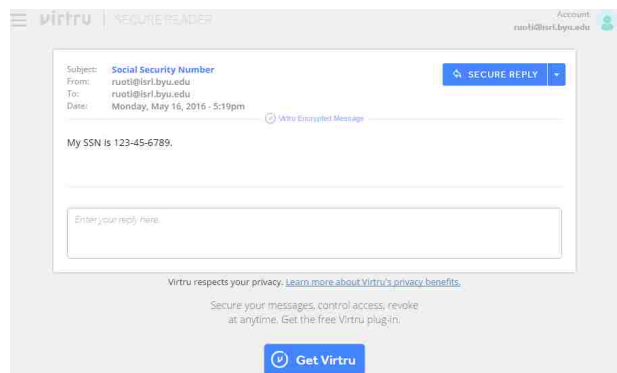 virtru | SECURE READER
Account
ruoti@isrl.byu.edu
Subject: Social Security Number
From: ruoti@isrl.byu.edu
To: ruoti@isrl.byu.edu
Date: Monday, May 16, 2016 - 5:19pm
SECURE REPLY
Virtru Encrypted Message
My SSN is 123-45-6789.
Enter your reply here.
Virtru respects your privacy. Learn more about Virtru's privacy benefits.
Secure your messages, control access, revoke
at anytime. Get the free Virtru plug-in.
Get Virtru